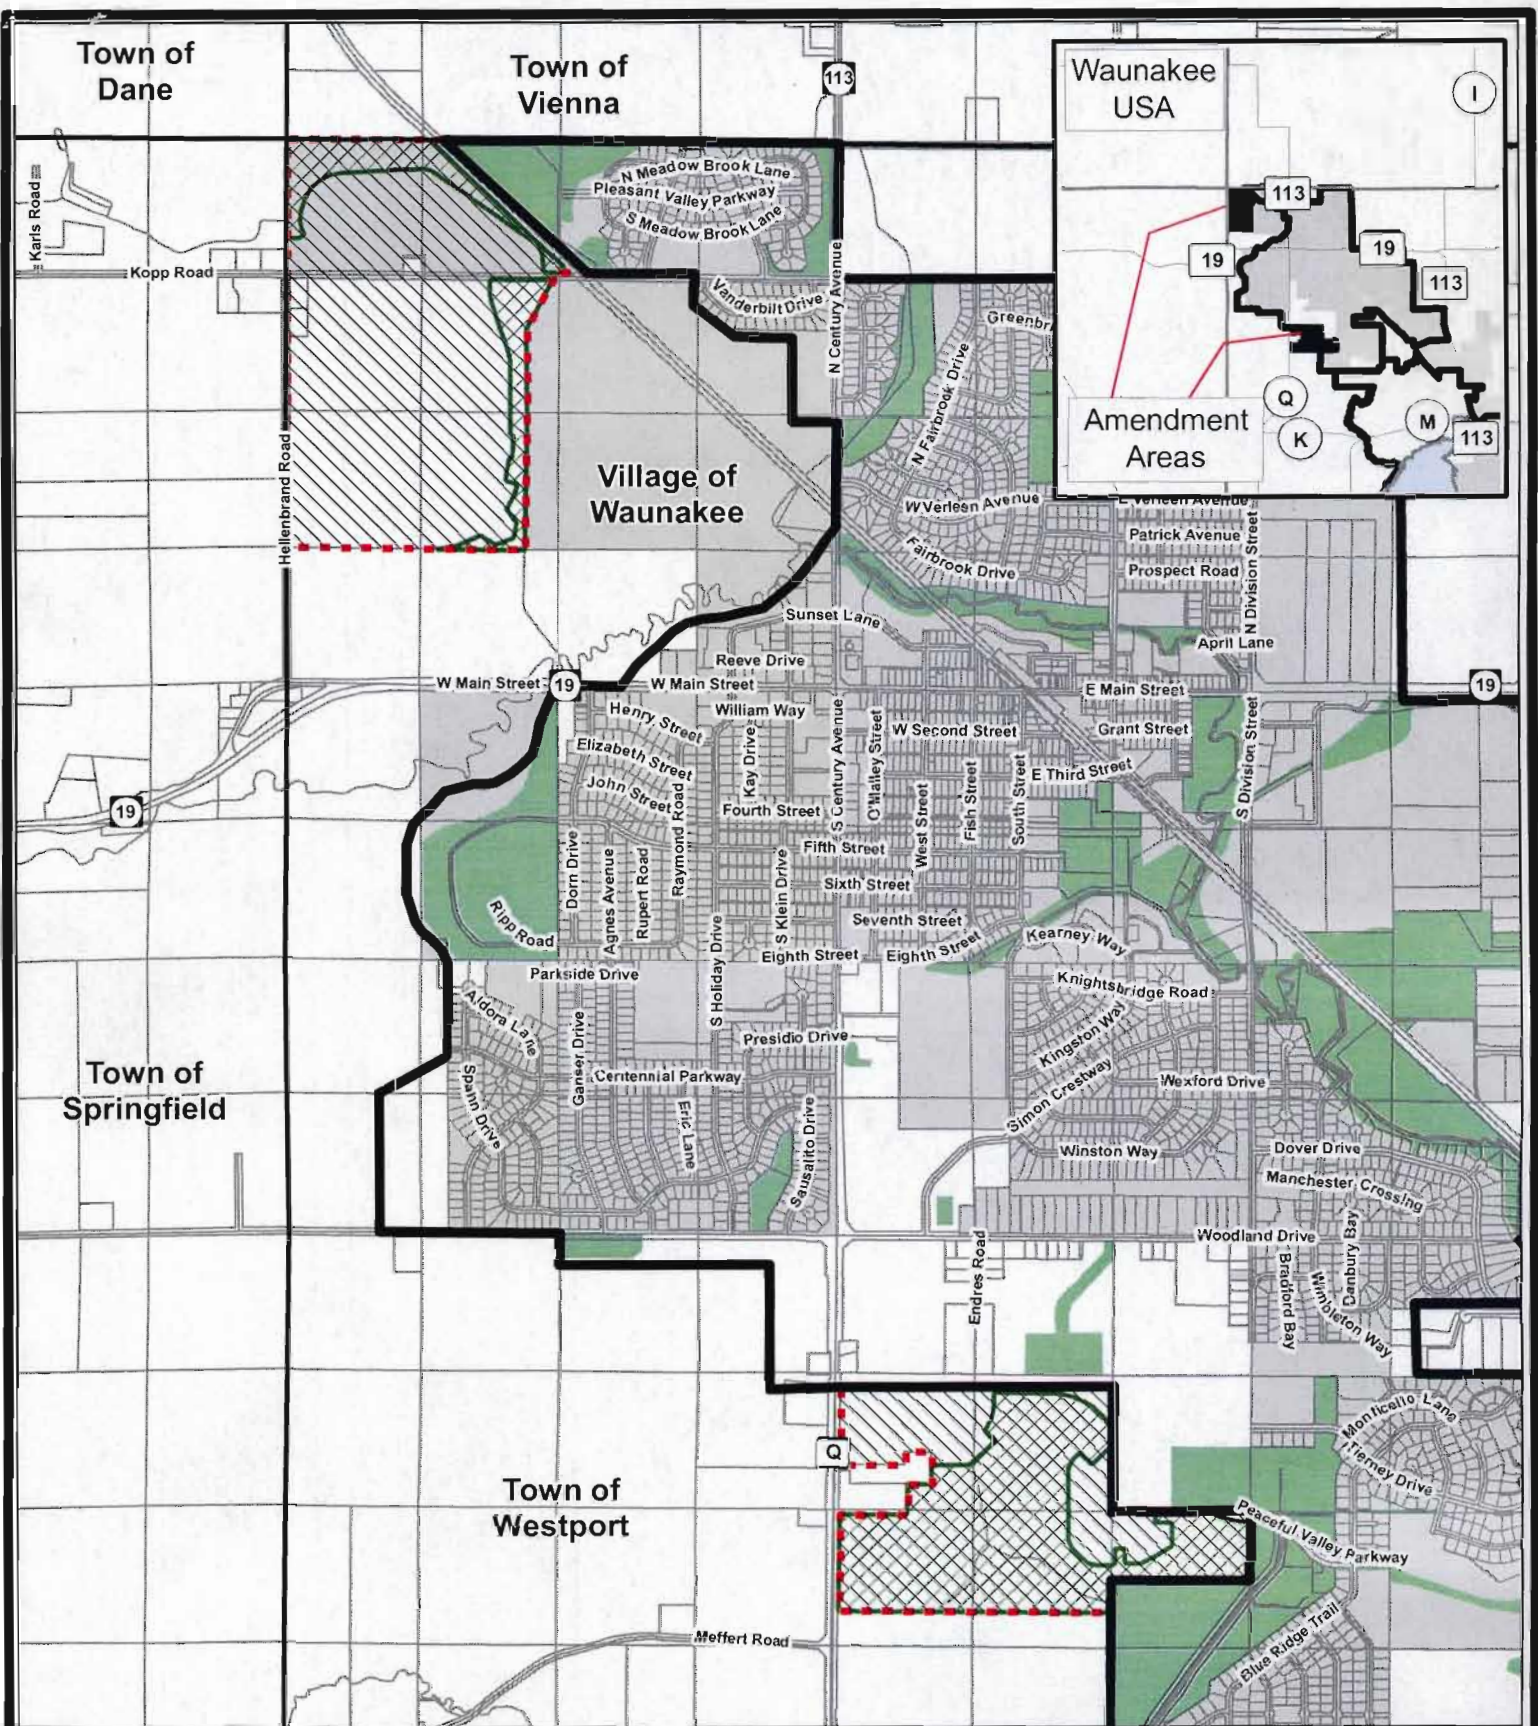 Town of
Dane
Town of
Vienna
113
Waunakee
USA
I
113
19
19
113
Q
K
M
113
Amendment
Areas
Karls Road
Kopp Road
N Meadow Brook Lane
Pleasant Valley Parkway
S Meadow Brook Lane
Vanderbilt Drive
N Century Avenue
Greenbr
N Fairbrook Drive
Hellenbrand Road
Village of
Waunakee
W Verleen Avenue
E Verleen Avenue
Patrick Avenue
Fairbrook Drive
Prospect Road
N Division Street
Sunset Lane
April Lane
Reeve Drive
W Main Street
19
W Main Street
E Main Street
19
William Way
Henry Street
W Second Street
Grant Street
Elizabeth Street
Kay Drive
S Century Avenue
O'Malley Street
E Third Street
John Street
South Street
S Division Street
19
Fourth Street
West Street
Fish Street
Raymond Road
Fifth Street
Dorn Drive
Agnes Avenue
Rupert Road
S Klein Drive
Sixth Street
Ripp Road
Seventh Street
Eighth Street
Eighth Street
Kearney Way
Parkside Drive
S Holiday Drive
Knightsbridge Road
Aldora Lane
Kingston Way
Presidio Drive
Ganser Drive
Centennial Parkway
Simon Crestway
Wexford Drive
Town of
Springfield
Spann Drive
Eric Lane
Sausalito Drive
Winston Way
Dover Drive
Manchester Crossing
Woodland Drive
Endres Road
Bradford Bay
Danbury Bay
Wimbleton Way
Monticello Lane
Tierney Drive
Q
Town of
Westport
Peaceful Valley Parkway
Meffert Road
Blue Ridge Trail